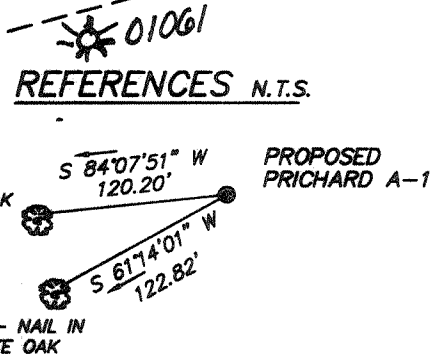 01061
REFERENCES N.T.S.
S 84°07'51" W
120.20'
PROPOSED
PRICHARD A-1
S 61°14'01" W
122.82'
NAIL IN
OAK